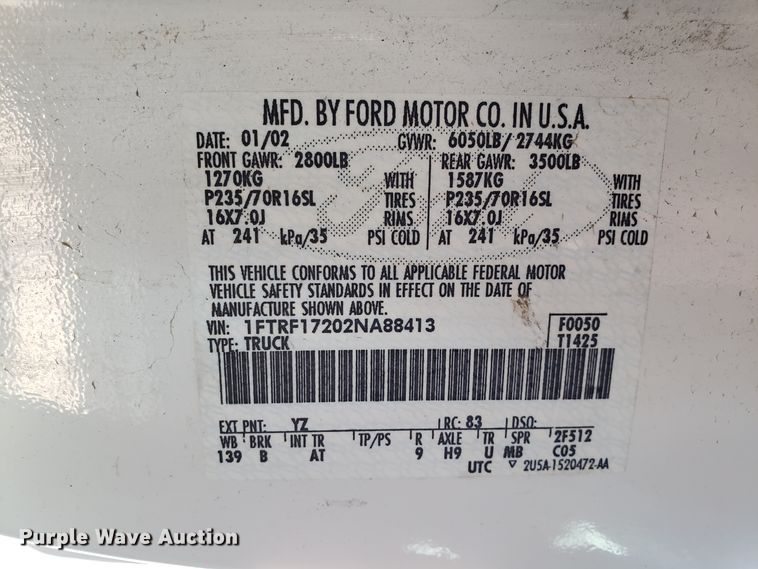 MFD. BY FORD MOTOR CO. IN U.S.A.
DATE: 01/02 GVWR: 6050LB/ 2744KG
FRONT GAWR: 2800LB REAR GAWR: 3500LB
1270KG WITH 1587KG WITH
P235/70R16SL TIRES P235/70R16SL TIRES
16X7.0J RIMS 16X7.0J RIMS
AT 241 kPa/35 PSI COLD AT 241 kPa/35 PSI COLD
THIS VEHICLE CONFORMS TO ALL APPLICABLE FEDERAL MOTOR
VEHICLE SAFETY STANDARDS IN EFFECT ON THE DATE OF
MANUFACTURE SHOWN ABOVE.
VIN: 1FTRF17202NA88413 F0050
TYPE: TRUCK T1425
EXT PNT: YZ RC: 83 DSO:
WB BRK INT TR TP/PS R AXLE TR SPR 2F512
139 B AT 9 H9 U MB C05
UTC ▽ 2U5A-1520472-AA
Purple Wave Auction